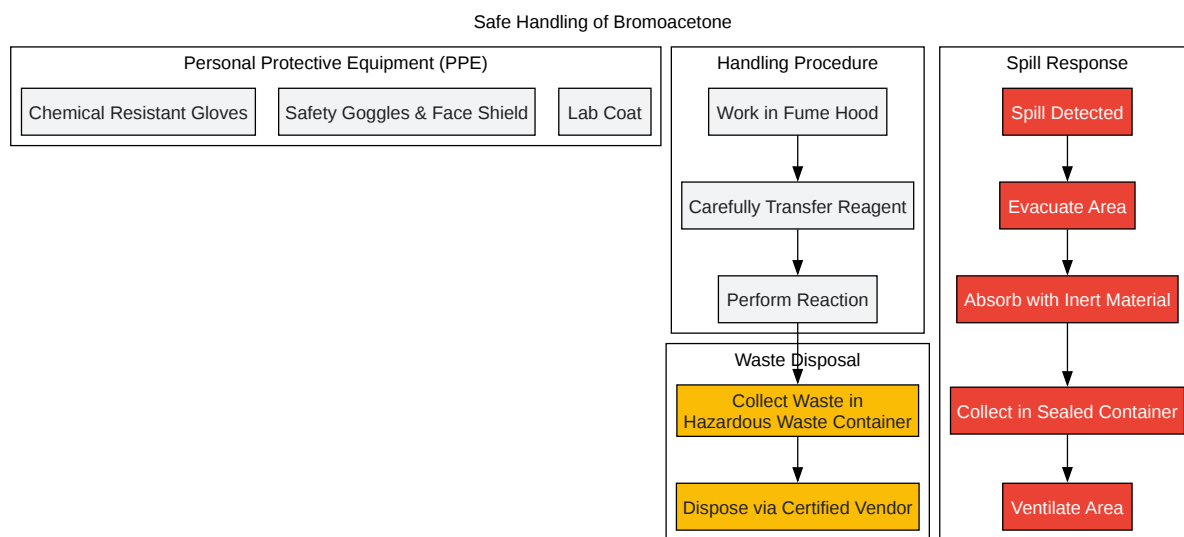 Safe Handling of Bromoacetone
Personal Protective Equipment (PPE)
Chemical Resistant Gloves
Safety Goggles & Face Shield
Lab Coat
Handling Procedure
Work in Fume Hood
Carefully Transfer Reagent
Perform Reaction
Waste Disposal
Collect Waste in
Hazardous Waste Container
Dispose via Certified Vendor
Spill Response
Spill Detected
Evacuate Area
Absorb with Inert Material
Collect in Sealed Container
Ventilate Area